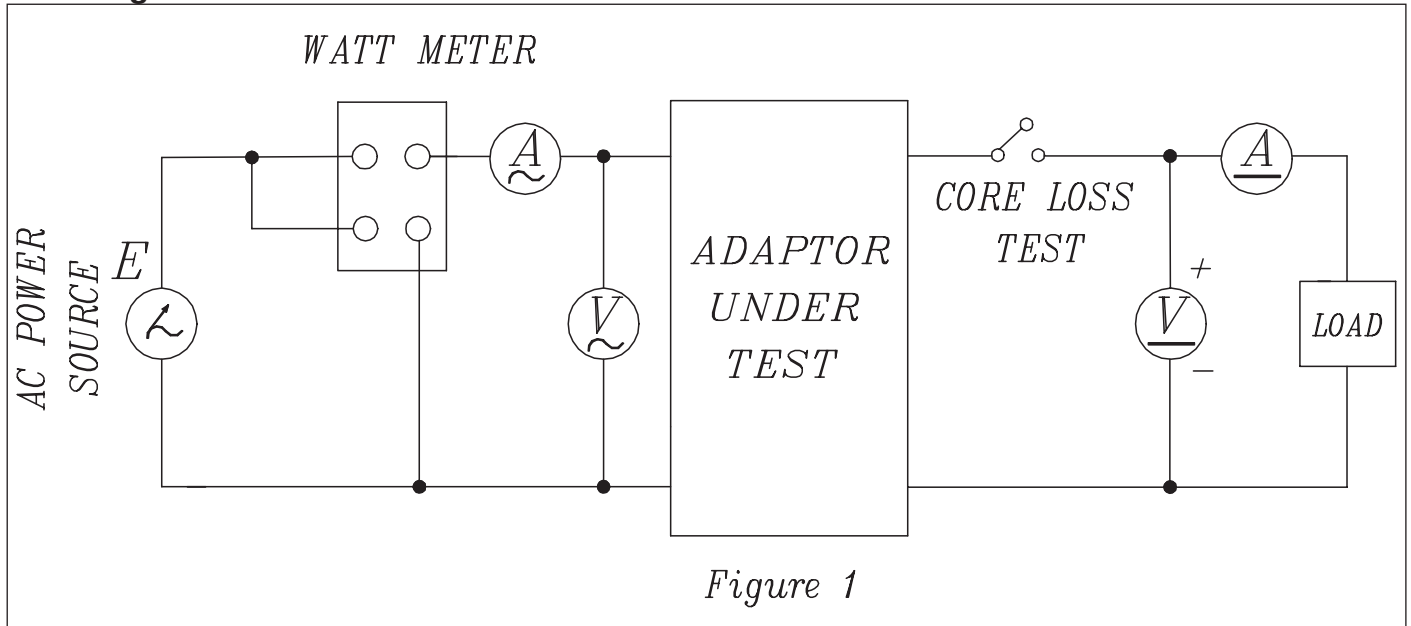 WATT METER
AC POWER
SOURCE
E
A
V
ADAPTOR
UNDER
TEST
CORE LOSS
TEST
A
V
+
−
LOAD
Figure 1